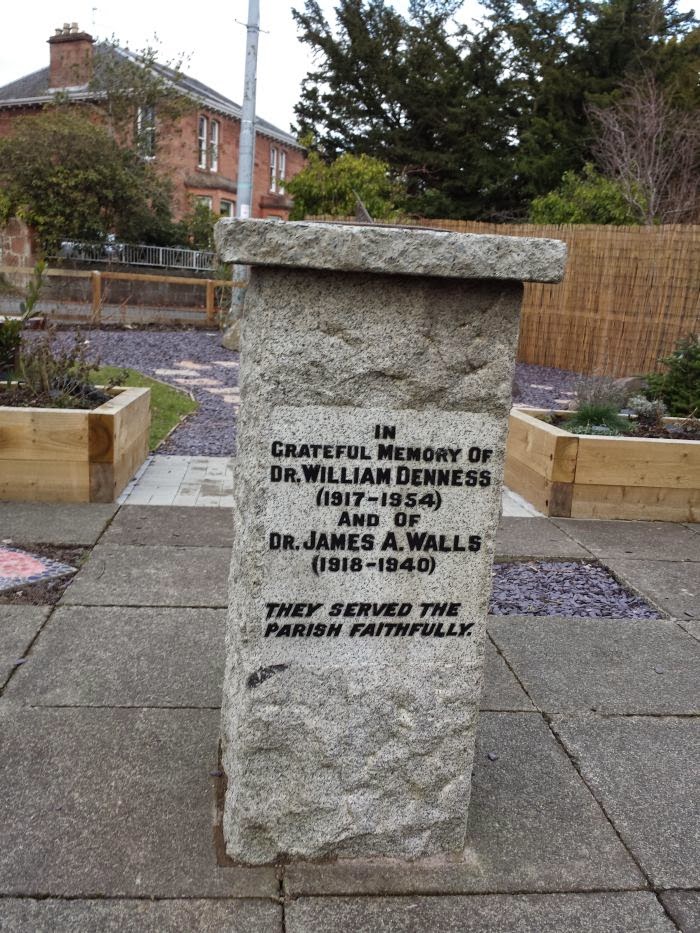 IN
GRATEFUL MEMORY OF
DR. WILLIAM DENNESS
(1917-1954)
AND OF
DR. JAMES A. WALLS
(1918-1940)
THEY SERVED THE
PARISH FAITHFULLY.